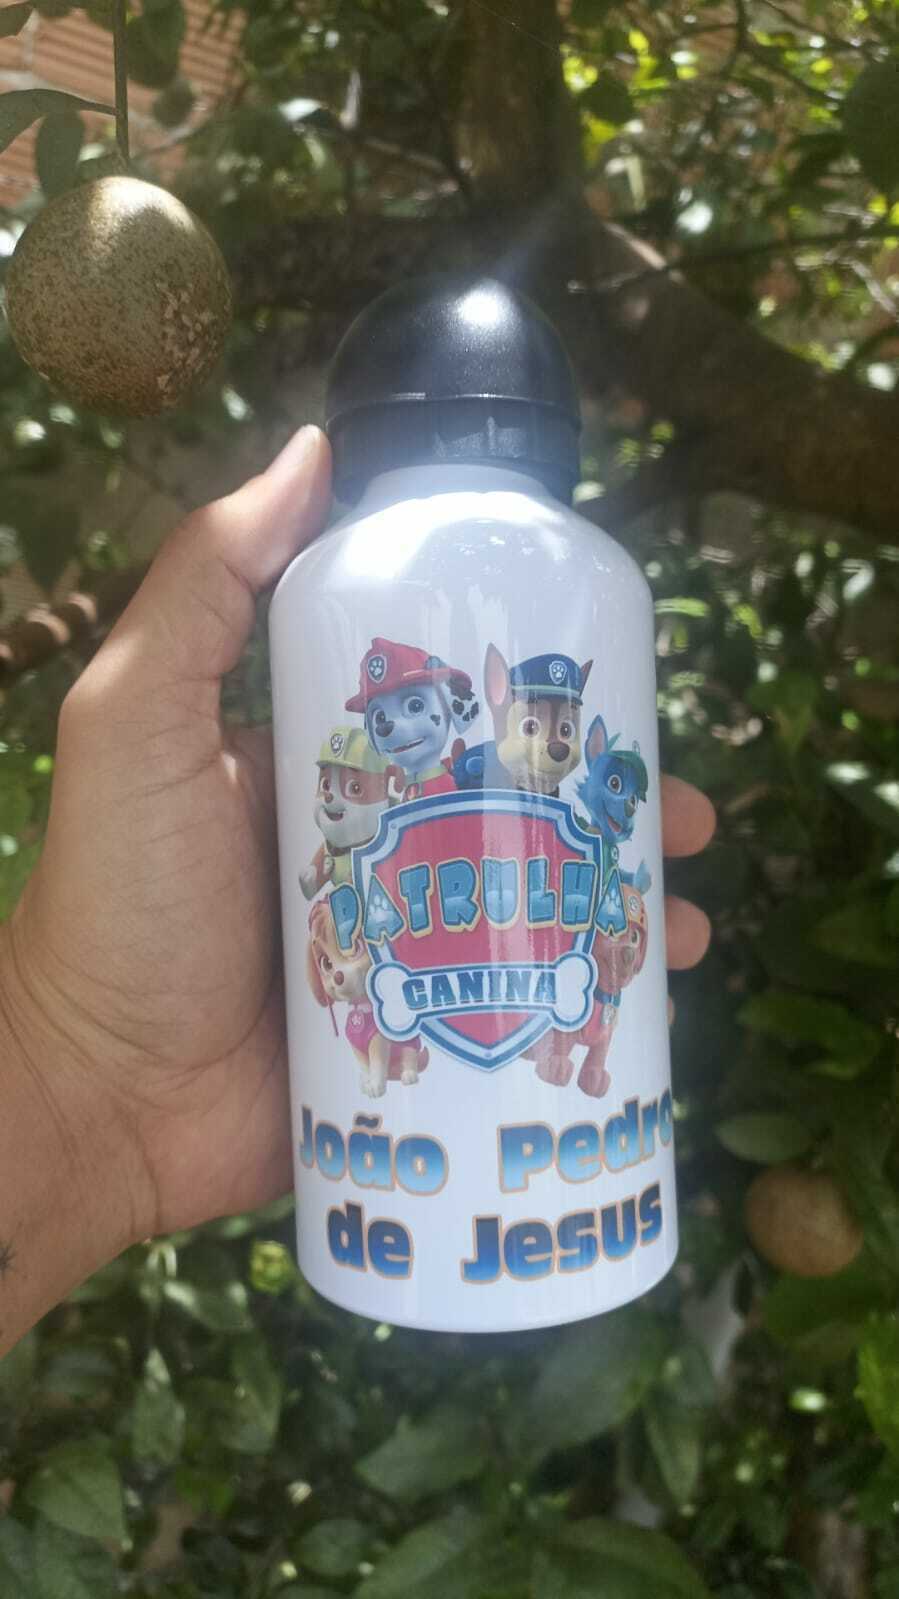 PATRULHA
CANINA
João Pedro
de Jesus